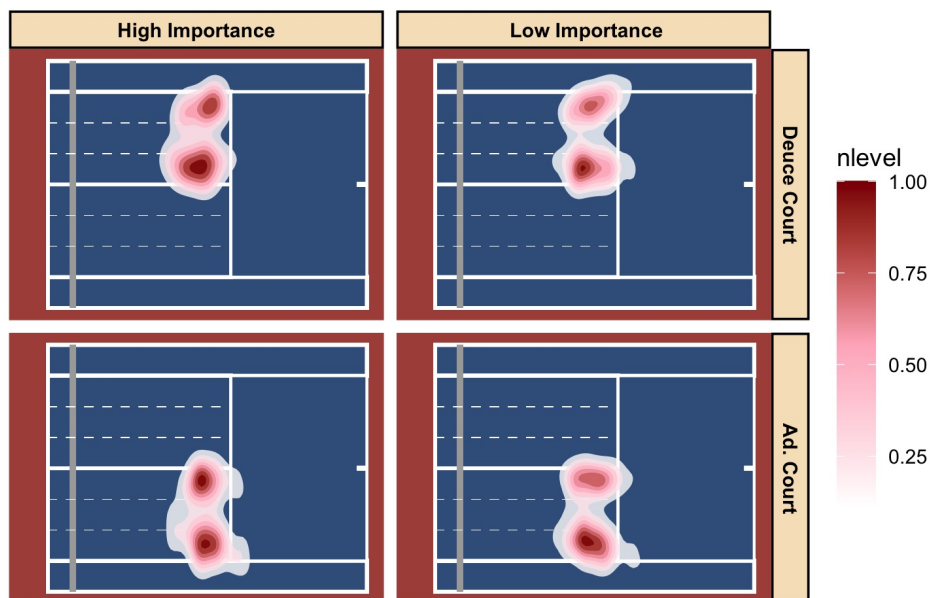 High Importance
Low Importance
Deuce Court
Ad. Court
nlevel
1.00
0.75
0.50
0.25